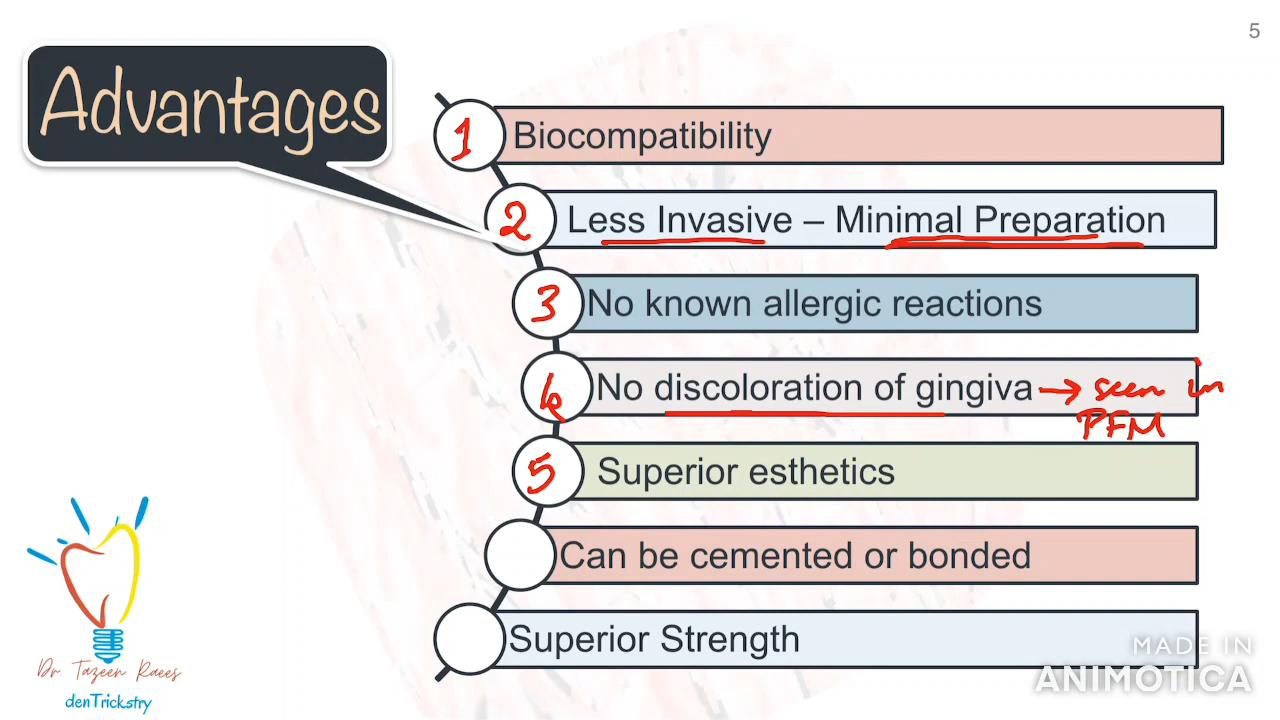 5
Advantages
1 Biocompatibility
2 Less Invasive – Minimal Preparation
3 No known allergic reactions
4 No discoloration of gingiva → seen in
PFM
5 Superior esthetics
Can be cemented or bonded
Superior Strength
Dr Tazeen Raees
denTrickstry
MADE IN
ANIMOTICA